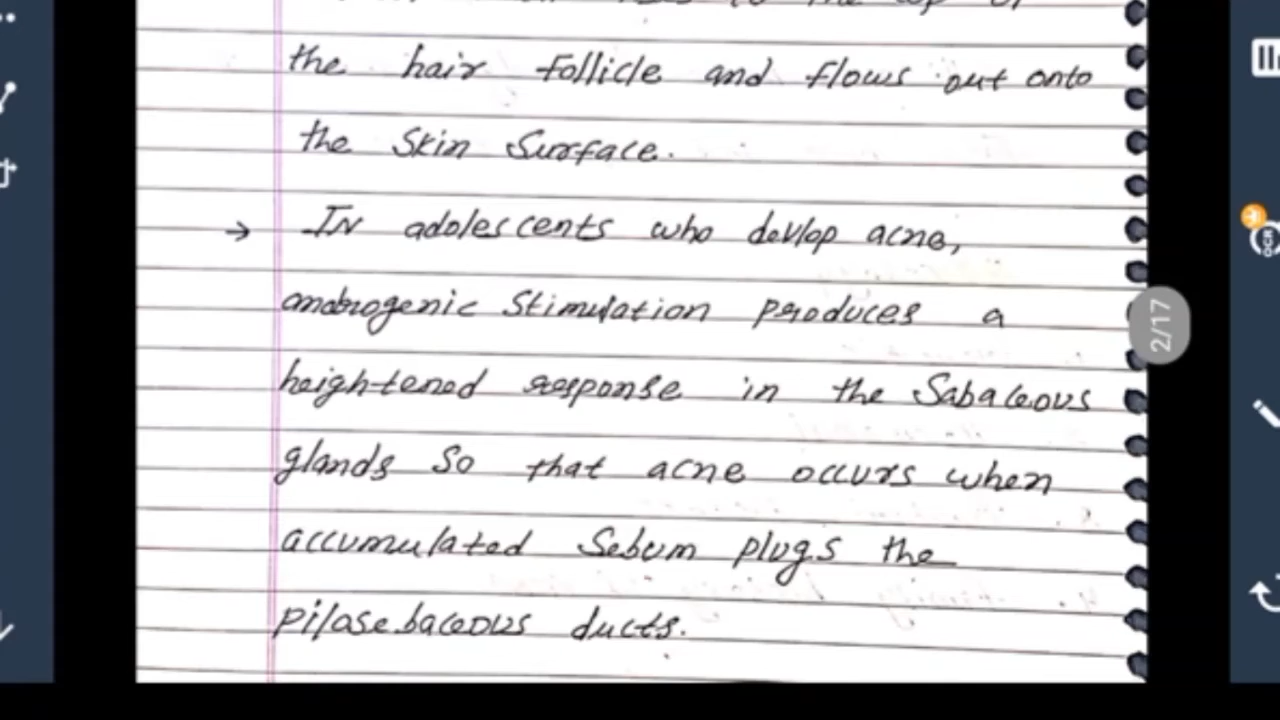 the hair follicle and flows out onto
the Skin Surface.
→ IN adolescents who devlop acne,
androgenic Stimulation produces a
heightened response in the Sabaceous
glands So that acne occurs when
accumulated Sebum plugs the
pilosebaceous ducts.
2/17
OCR